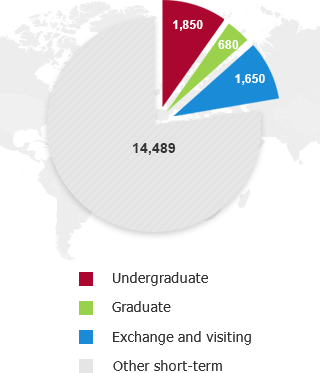 1,850
680
1,650
14,489
Undergraduate
Graduate
Exchange and visiting
Other short-term